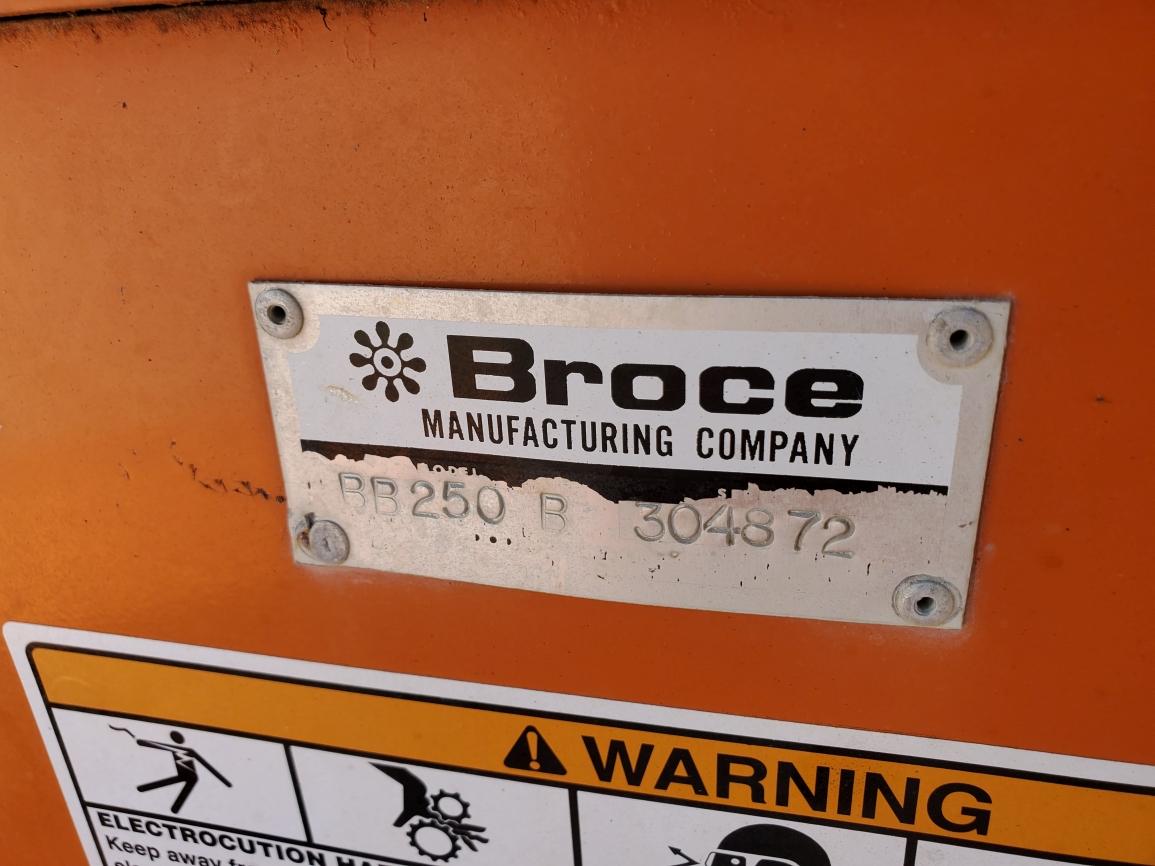 Broce
MANUFACTURING COMPANY
BB250 B 304872
WARNING
ELECTROCUTION
Keep away